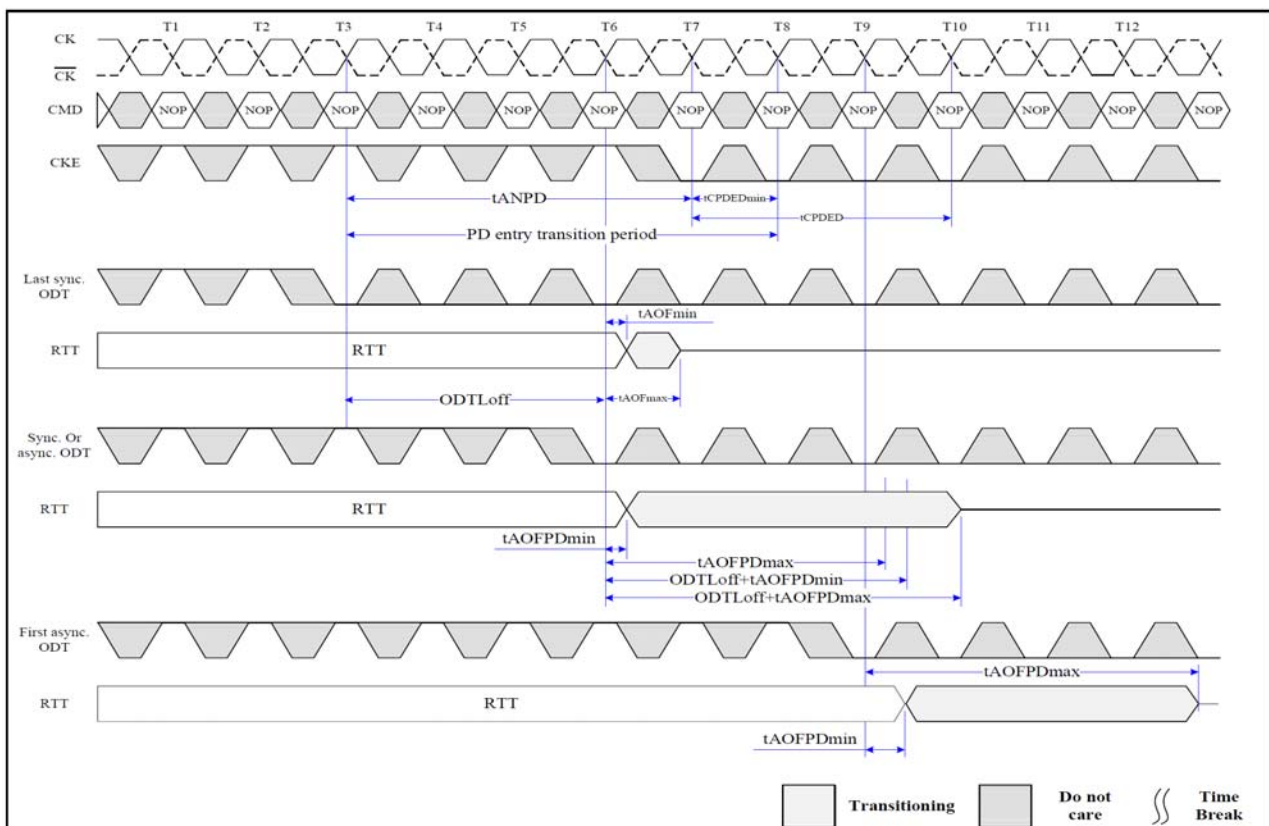 T1 T2 T3 T4 T5 T6 T7 T8 T9 T10 T11 T12
CK
CK
CMD NOP NOP NOP NOP NOP NOP NOP NOP NOP NOP NOP NOP NOP
CKE
tANPD tCPDEDmin
tCPDED
PD entry transition period
Last sync.
ODT
tAOFmin
RTT RTT
ODTLoff tAOFmax
Sync. Or
async. ODT
RTT RTT
tAOFPDmin
tAOFPDmax
ODTLoff+tAOFPDmin
ODTLoff+tAOFPDmax
First async.
ODT
tAOFPDmax
RTT RTT
tAOFPDmin
Transitioning
Do not
care
Time
Break